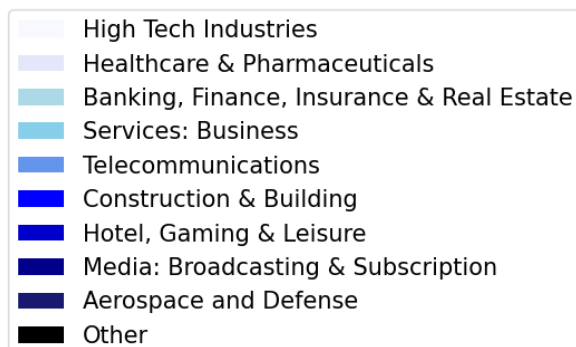 High Tech Industries
Healthcare & Pharmaceuticals
Banking, Finance, Insurance & Real Estate
Services: Business
Telecommunications
Construction & Building
Hotel, Gaming & Leisure
Media: Broadcasting & Subscription
Aerospace and Defense
Other